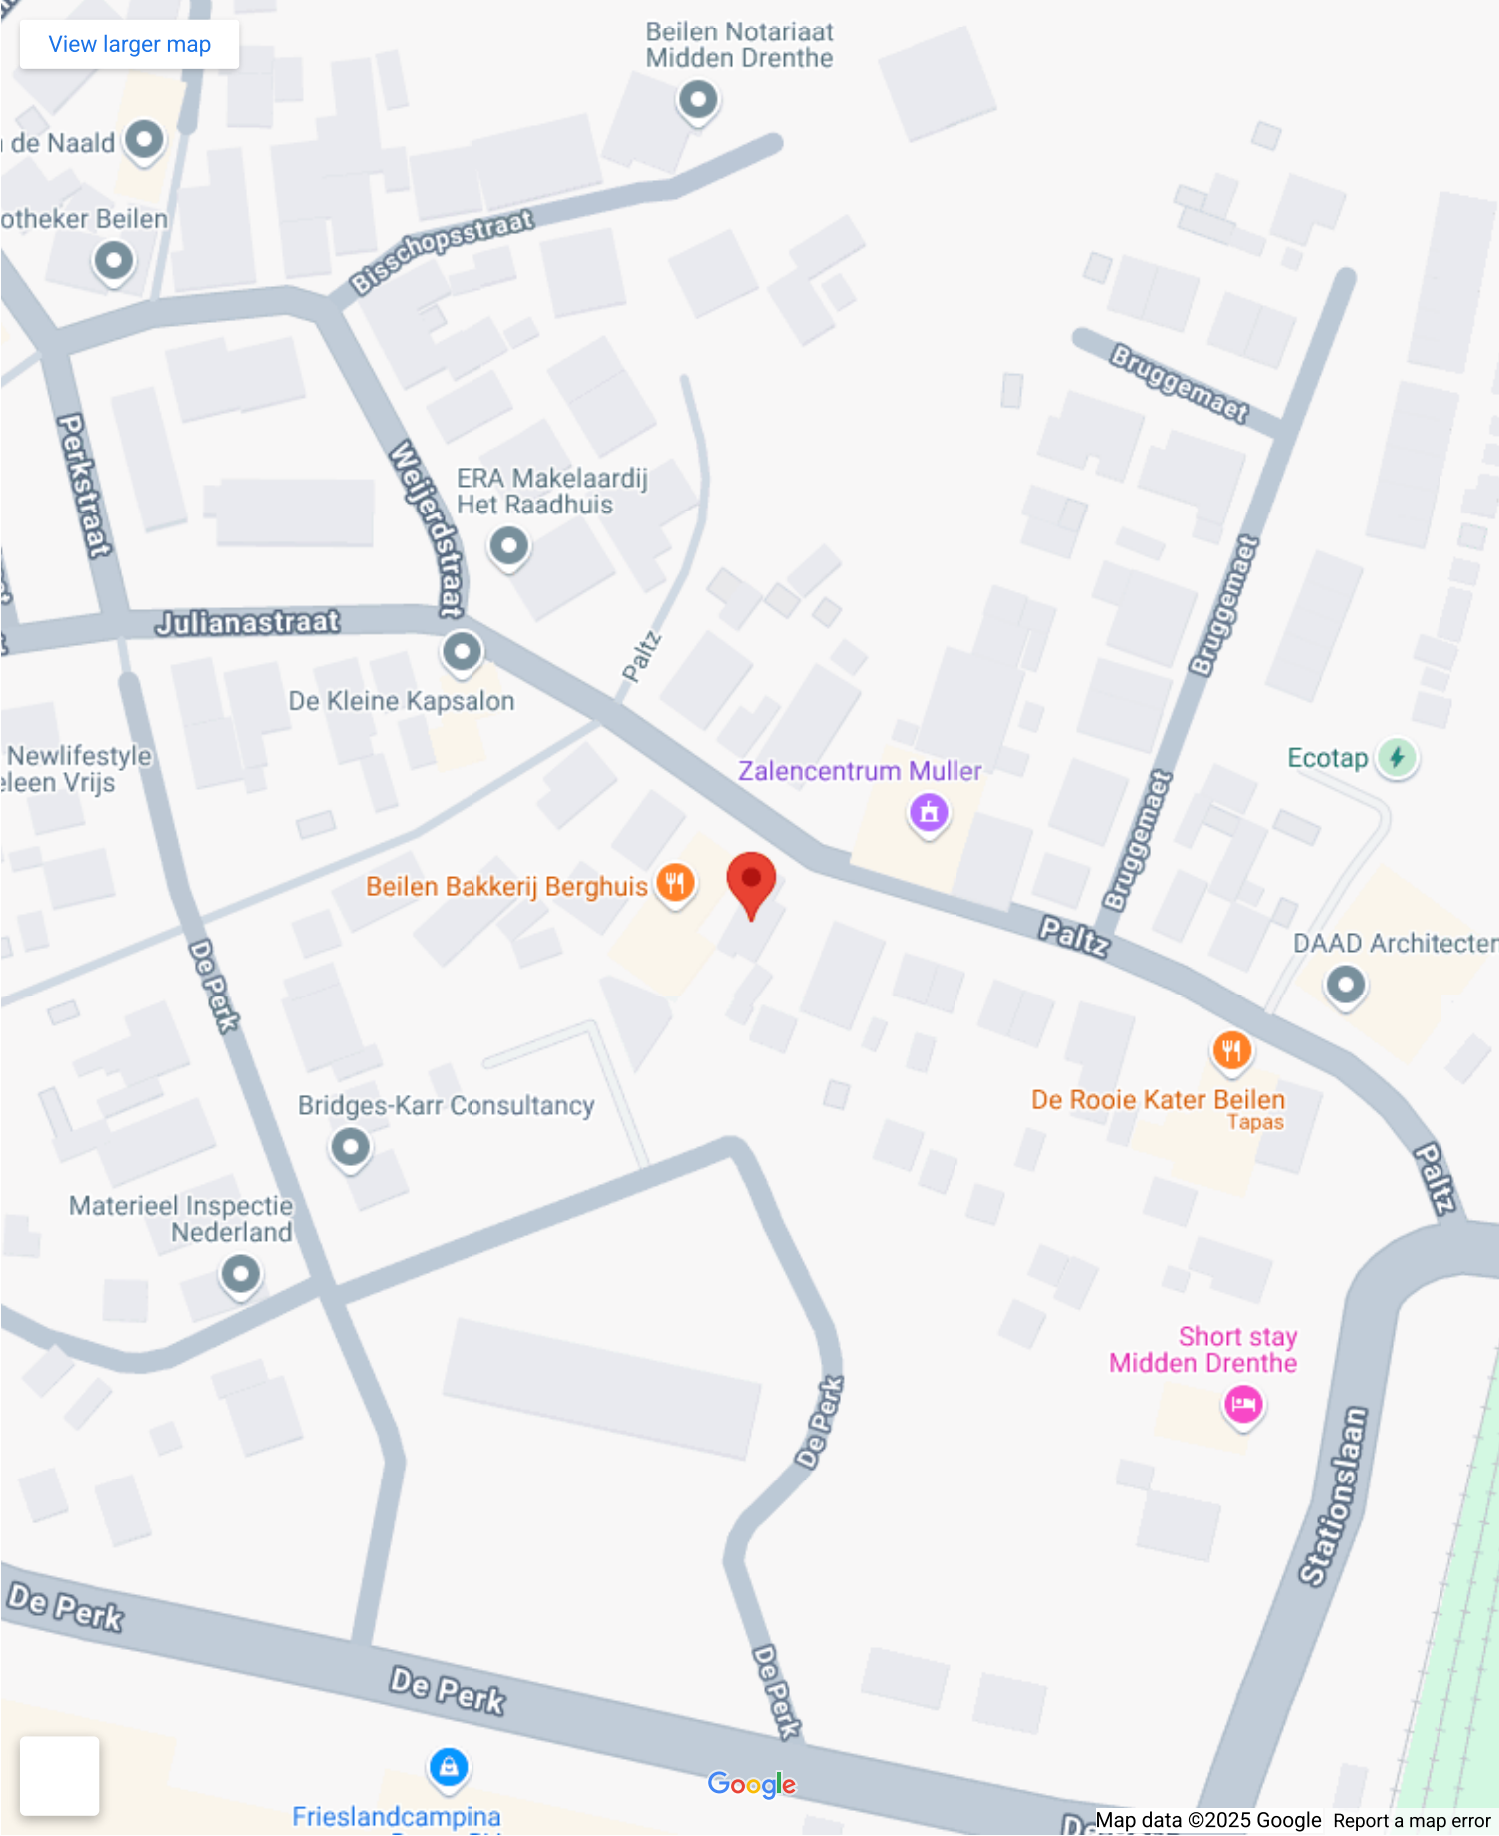 View larger map
Beilen Notariaat
Midden Drenthe
de Naald
otheker Beilen
Bisschopsstraat
Bruggemaet
Perkstraat
Weijerdstraat
ERA Makelaardij
Het Raadhuis
Bruggemaet
Julianastraat
Paltz
De Kleine Kapsalon
Newlifestyle
eleen Vrijs
Zalencentrum Muller
Ecotap
Bruggemaet
Beilen Bakkerij Berghuis
Paltz
DAAD Architecten
De Perk
De Rooie Kater Beilen
Tapas
Bridges-Karr Consultancy
Paltz
Materieel Inspectie
Nederland
Short stay
Midden Drenthe
De Perk
Stationslaan
De Perk
De Perk
De Perk
Google
Frieslandcampina
Map data ©2025 Google
Report a map error